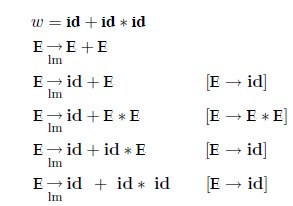 w = id + id ∗ id
E → E + E
lm
E → id + E [E → id]
lm
E → id + E ∗ E [E → E ∗ E]
lm
E → id + id ∗ E [E → id]
lm
E → id + id ∗ id [E → id]
lm